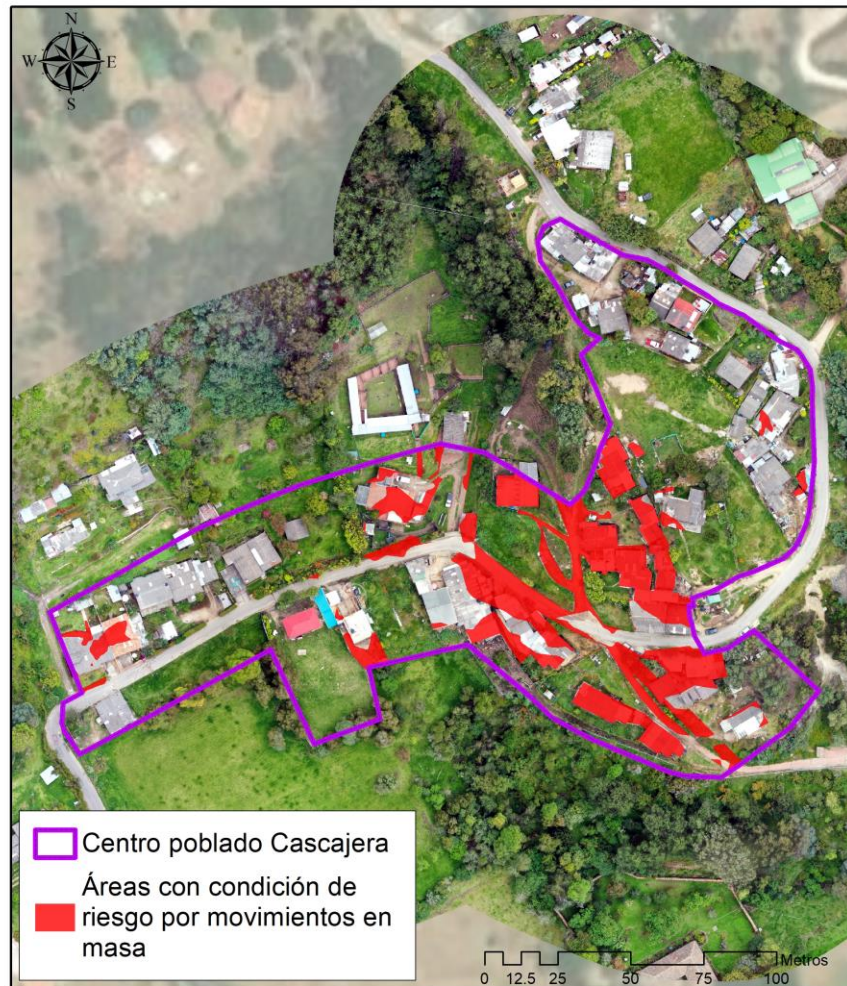 N
W E
S
Centro poblado Cascajera
Áreas con condición de
riesgo por movimientos en
masa
Metros
0 12.5 25 50 75 100